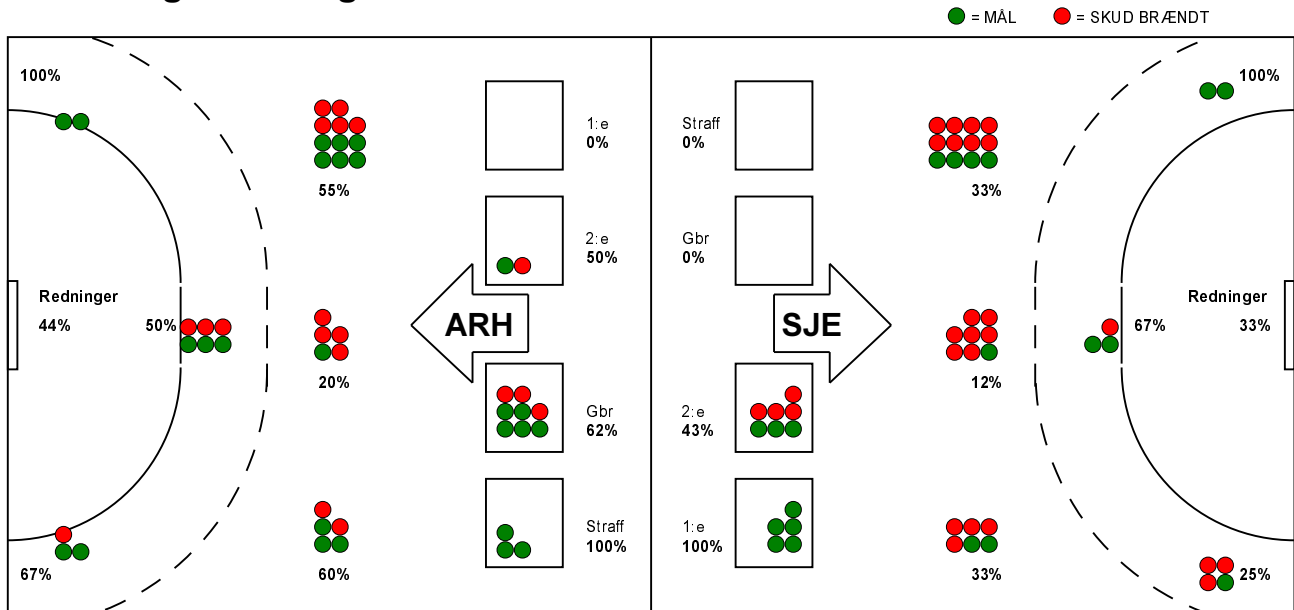 = MÅL
= SKUD BRÆNDT
100%
55%
1:e
0%
2:e
50%
Redninger
44%
50%
20%
ARH
Gbr
62%
Straff
100%
67%
60%
Straff
0%
Gbr
0%
SJE
2:e
43%
1:e
100%
33%
12%
33%
100%
Redninger
67%
33%
25%